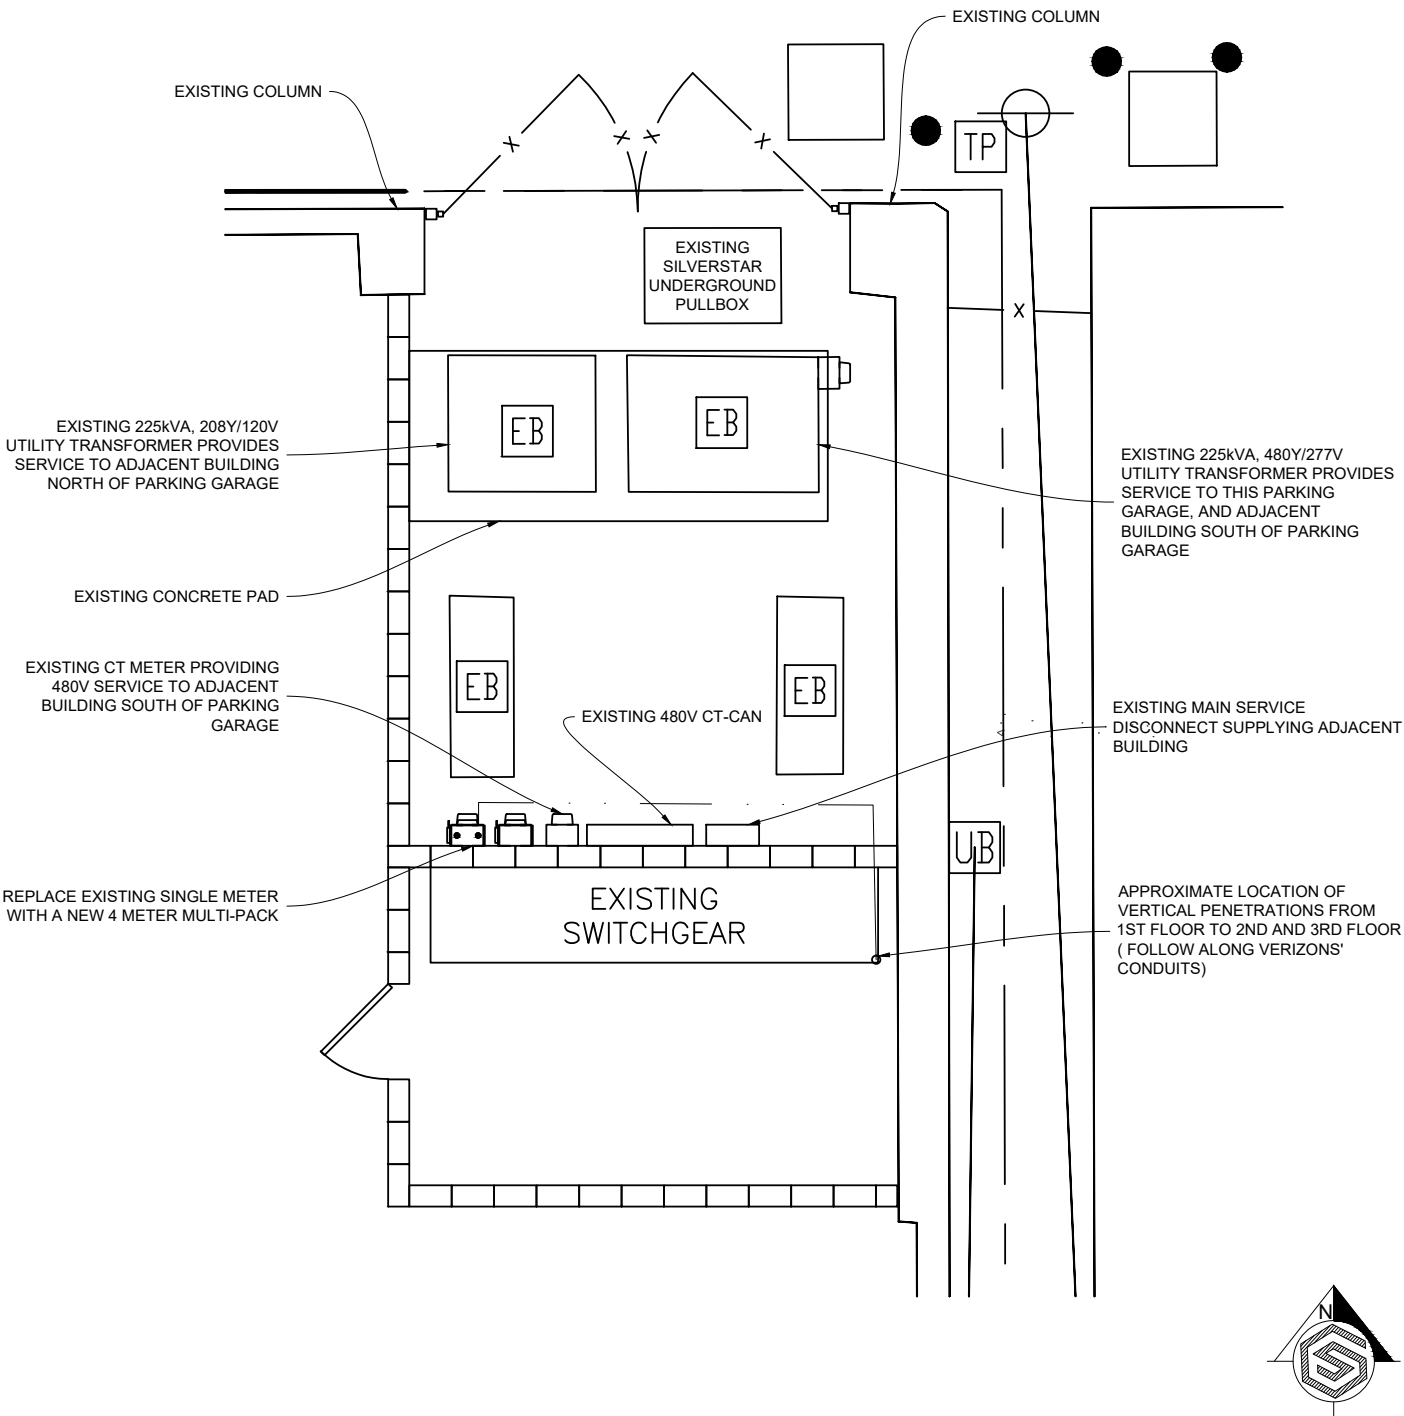 EXISTING COLUMN
EXISTING COLUMN
TP
EXISTING
SILVERSTAR
UNDERGROUND
PULLBOX
X
X
X
X
X
EXISTING 225kVA, 208Y/120V
UTILITY TRANSFORMER PROVIDES
SERVICE TO ADJACENT BUILDING
NORTH OF PARKING GARAGE
EB
EB
EXISTING 225kVA, 480Y/277V
UTILITY TRANSFORMER PROVIDES
SERVICE TO THIS PARKING
GARAGE, AND ADJACENT
BUILDING SOUTH OF PARKING
GARAGE
EXISTING CONCRETE PAD
EXISTING CT METER PROVIDING
480V SERVICE TO ADJACENT
BUILDING SOUTH OF PARKING
GARAGE
EB
EB
EXISTING 480V CT-CAN
EXISTING MAIN SERVICE
DISCONNECT SUPPLYING ADJACENT
BUILDING
UB
REPLACE EXISTING SINGLE METER
WITH A NEW 4 METER MULTI-PACK
EXISTING
SWITCHGEAR
APPROXIMATE LOCATION OF
VERTICAL PENETRATIONS FROM
1ST FLOOR TO 2ND AND 3RD FLOOR
( FOLLOW ALONG VERIZONS'
CONDUITS)
N